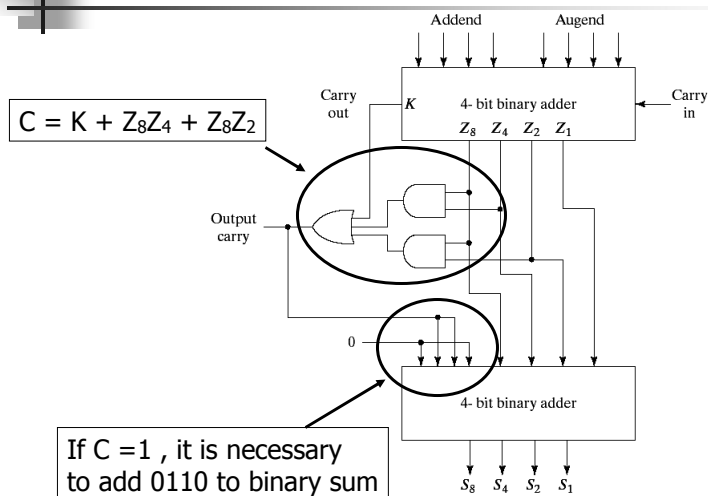 Addend Augend
Carry out
K
4- bit binary adder
Carry in
Z8 Z4 Z2 Z1
C = K + Z8Z4 + Z8Z2
Output carry
0
4- bit binary adder
If C =1 , it is necessary
to add 0110 to binary sum
S8 S4 S2 S1